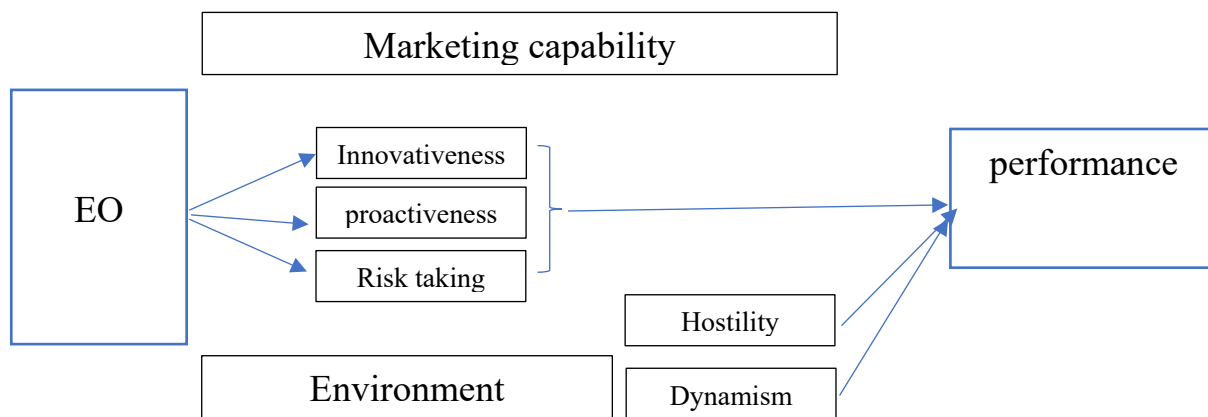 Marketing capability
EO
Innovativeness
proactiveness
Risk taking
performance
Hostility
Environment
Dynamism